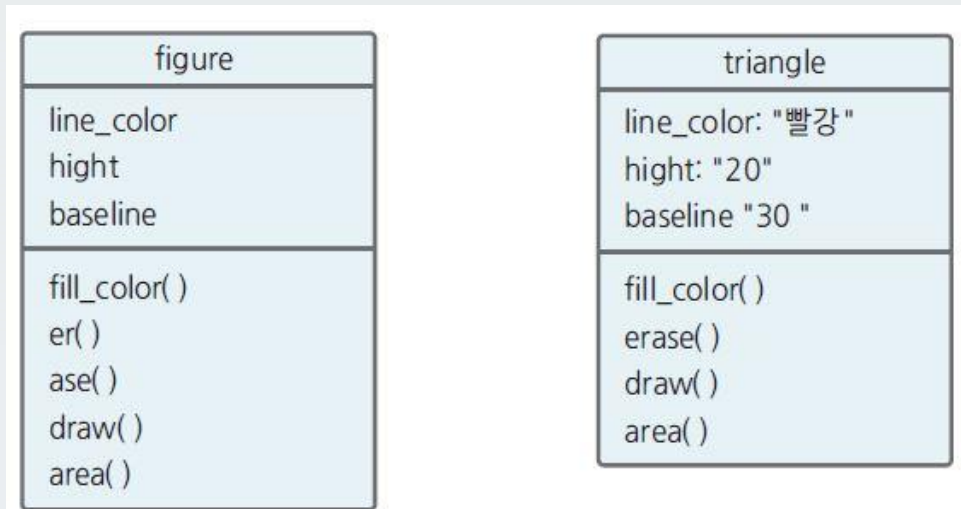 figure
line_color
hight
baseline
fill_color( )
er( )
ase( )
draw( )
area( )
triangle
line_color: "빨강"
hight: "20"
baseline "30 "
fill_color( )
erase( )
draw( )
area( )